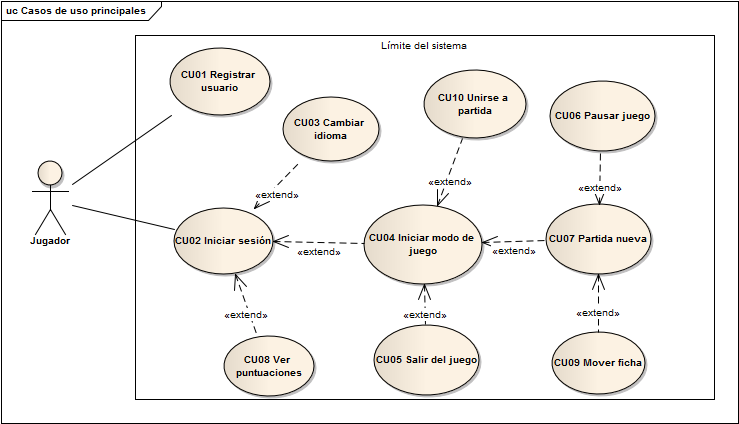 uc Casos de uso principales
Límite del sistema
CU01 Registrar
usuario
CU03 Cambiar
idioma
CU10 Unirse a
partida
CU06 Pausar juego
«extend»
«extend»
«extend»
Jugador
CU02 Iniciar sesión
«extend»
CU04 Iniciar modo de
juego
«extend»
CU07 Partida nueva
«extend»
«extend»
«extend»
CU08 Ver
puntuaciones
CU05 Salir del juego
CU09 Mover ficha